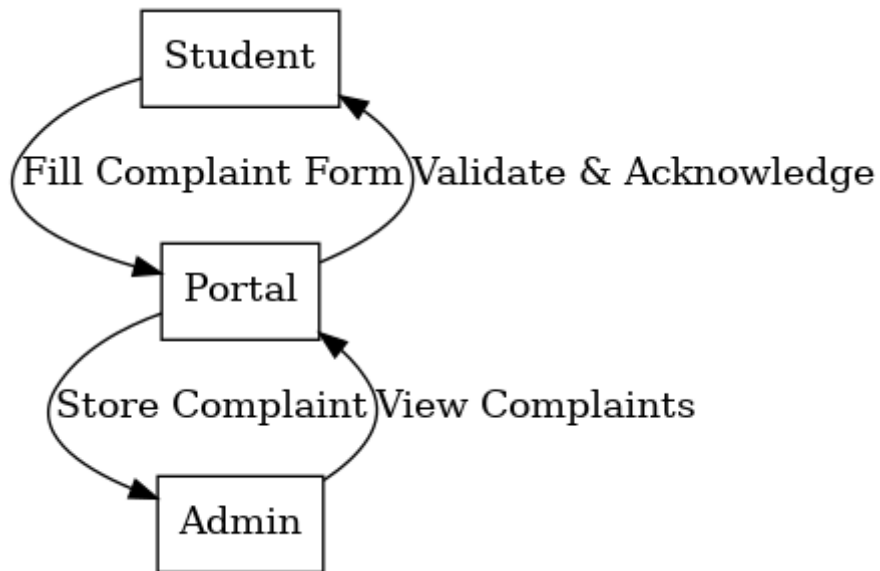 Student
Fill Complaint Form
Validate & Acknowledge
Portal
Store Complaint
View Complaints
Admin